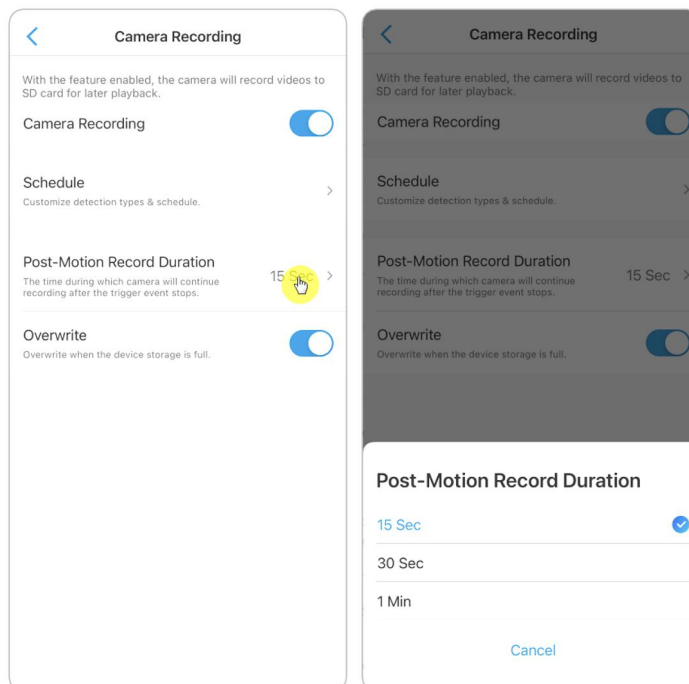 Camera Recording
With the feature enabled, the camera will record videos to
SD card for later playback.
Camera Recording
Schedule
Customize detection types & schedule.
Post-Motion Record Duration
The time during which camera will continue
recording after the trigger event stops.
15 Sec
Overwrite
Overwrite when the device storage is full.
Camera Recording
With the feature enabled, the camera will record videos to
SD card for later playback.
Camera Recording
Schedule
Customize detection types & schedule.
Post-Motion Record Duration
The time during which camera will continue
recording after the trigger event stops.
15 Sec
Overwrite
Overwrite when the device storage is full.
Post-Motion Record Duration
15 Sec
30 Sec
1 Min
Cancel